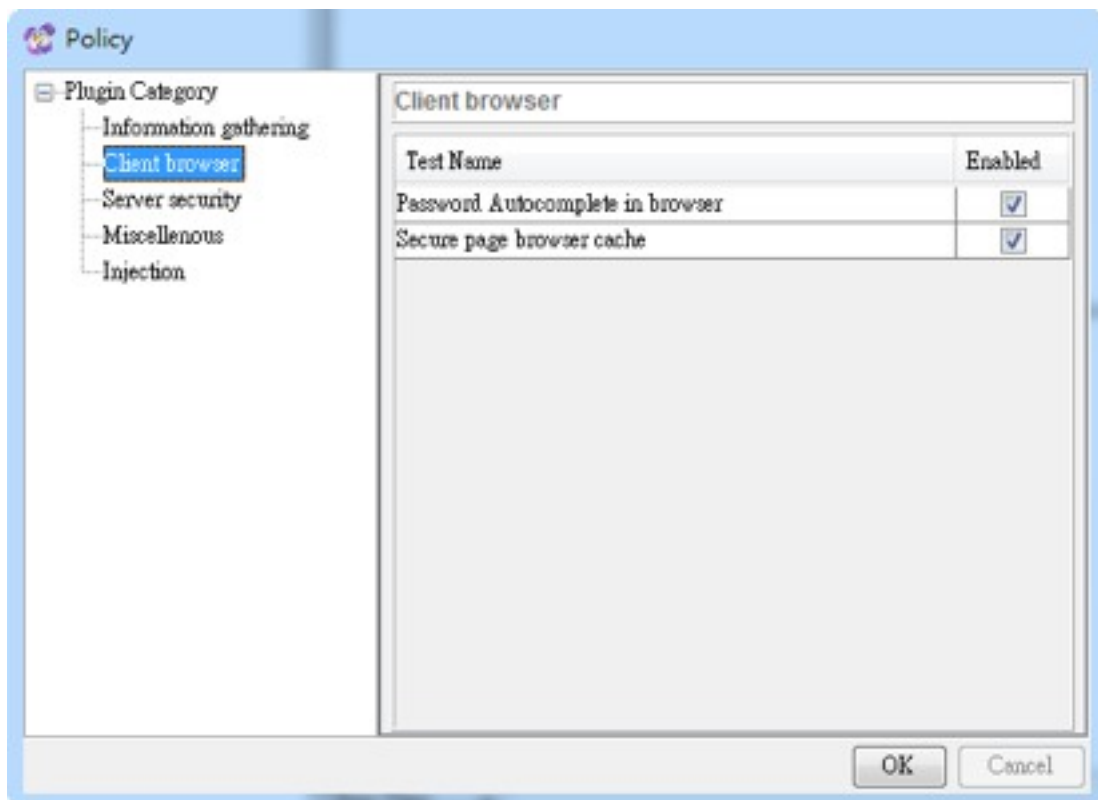 Policy
Plugin Category
Information gathering
Client browser
Server security
Miscellenous
Injection
Client browser
Test Name Enabled
Password Autocomplete in browser
Secure page browser cache
OK Cancel